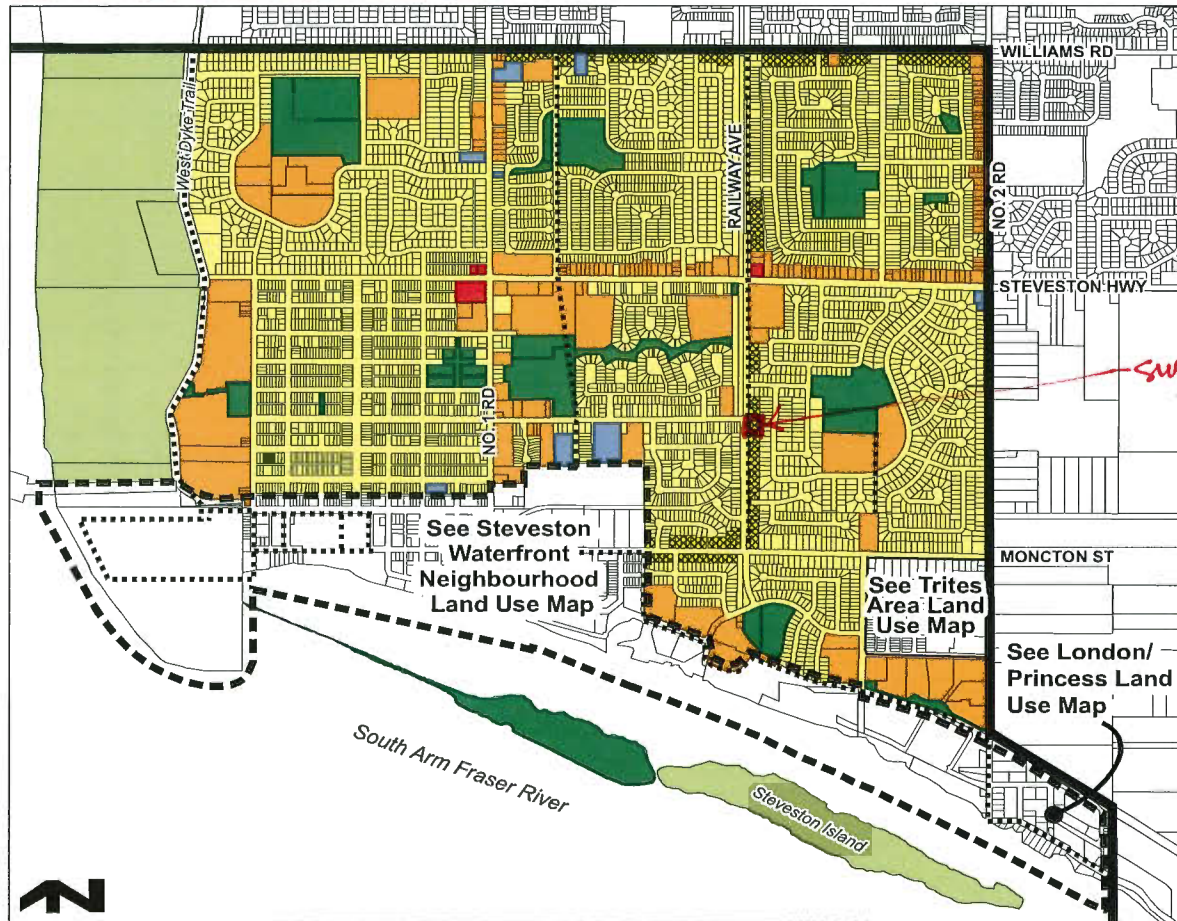 WILLIAMS RD
West Dyke Trail
RAILWAY AVE
NO. 2 RD
STEVESTON HWY
NO. 1 RD
See Steveston
Waterfront
Neighbourhood
Land Use Map
MONCTON ST
See Trites
Area Land
Use Map
See London/
Princess Land
Use Map
South Arm Fraser River
Steveston Island